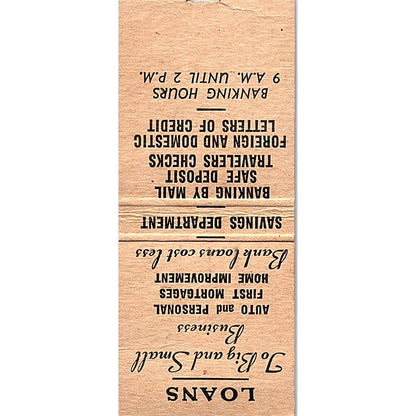 LOANS
To Big and Small
Business
AUTO and PERSONAL
FIRST MORTGAGES
HOME IMPROVEMENT
Bank loans cost less
SAVINGS DEPARTMENT
BANKING BY MAIL
SAFE DEPOSIT
TRAVELERS CHECKS
FOREIGN AND DOMESTIC
LETTERS OF CREDIT
BANKING HOURS
9 A.M. UNTIL 2 P.M.